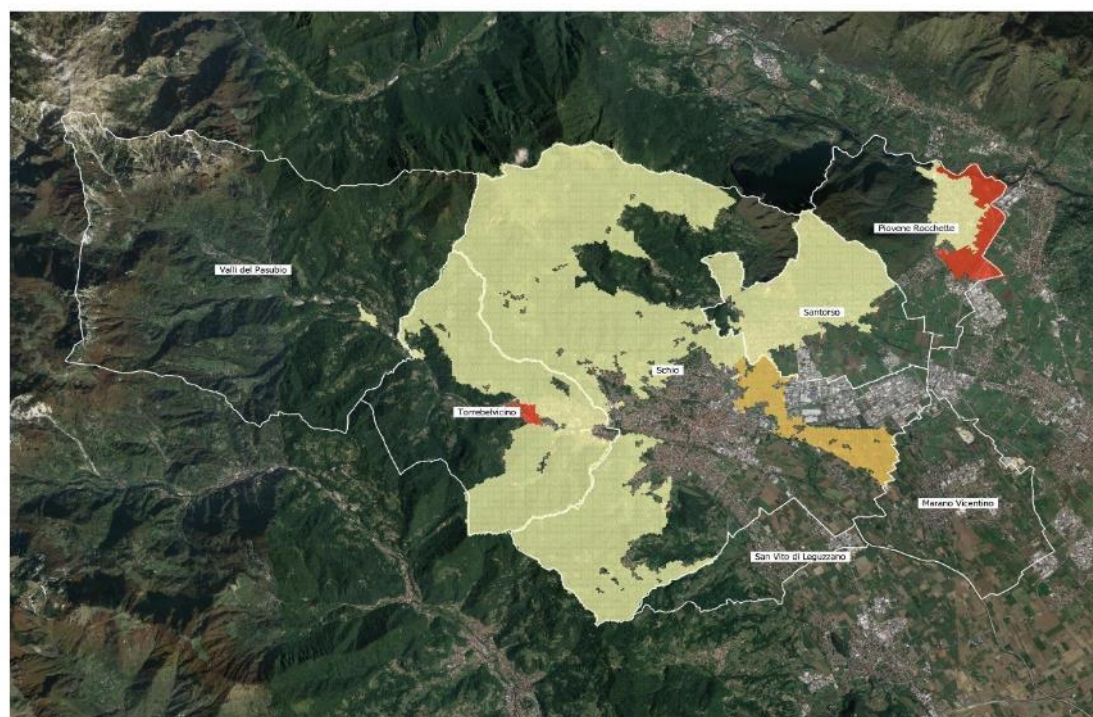 Piovene Rocchette
Valli del Pasubio
Santorso
Schio
Torrebelvicino
Marano Vicentino
San Vito di Leguzzano